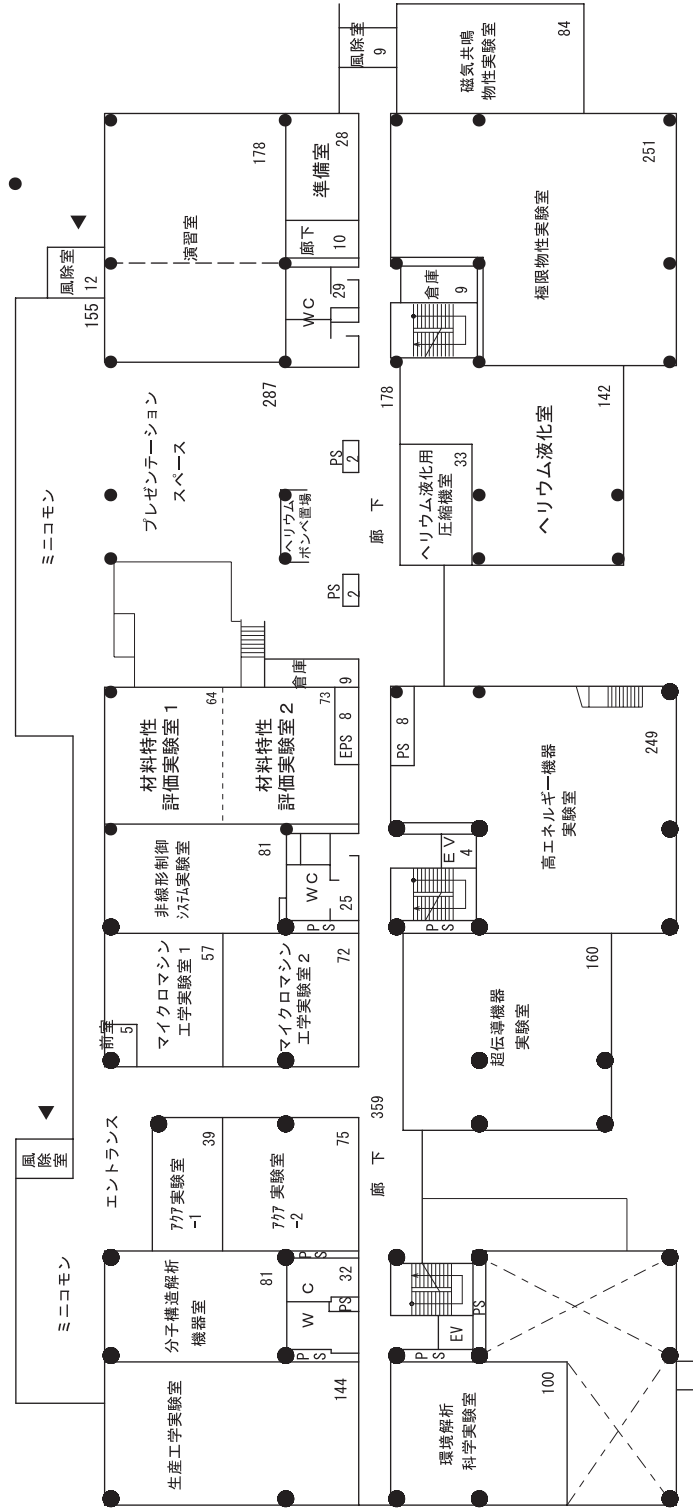 風除室
9
磁気共鳴
物性実験室
84
演習室
178
準備室
28
廊下
10
風除室
12
155
WC
29
倉庫
9
極限物性実験室
251
ミニコモン
プレゼンテーション
スペース
287
PS
2
178
廊 下
ヘリウム
ボンベ置場
PS
2
ヘリウム液化用
圧縮機室
33
ヘリウム液化室
142
倉庫
9
材料特性
評価実験室1
64
材料特性
評価実験室2
73
EPS 8
PS 8
高エネルギー機器
実験室
249
非線形制御
システム実験室
81
WC
25
PS
EV
4
PS
前室
5
マイクロマシン
工学実験室1
57
マイクロマシン
工学実験室2
72
超伝導機器
実験室
160
風除室
エントランス
アクア実験室
-1
39
アクア実験室
-2
75
359
廊 下
ミニコモン
分子構造解析
機器室
81
PS
WC
32
PS
PS
PS
EV
PS
生産工学実験室
144
環境解析
科学実験室
100